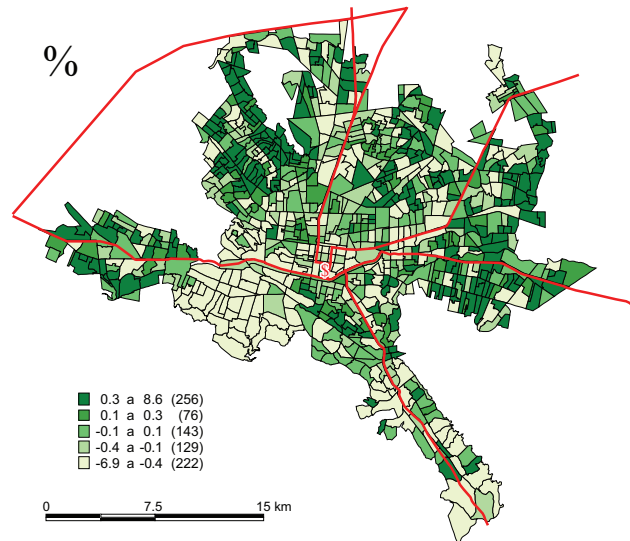 %
$
0.3 a 8.6 (256)
0.1 a 0.3 (76)
-0.1 a 0.1 (143)
-0.4 a -0.1 (129)
-6.9 a -0.4 (222)
0 7.5 15 km